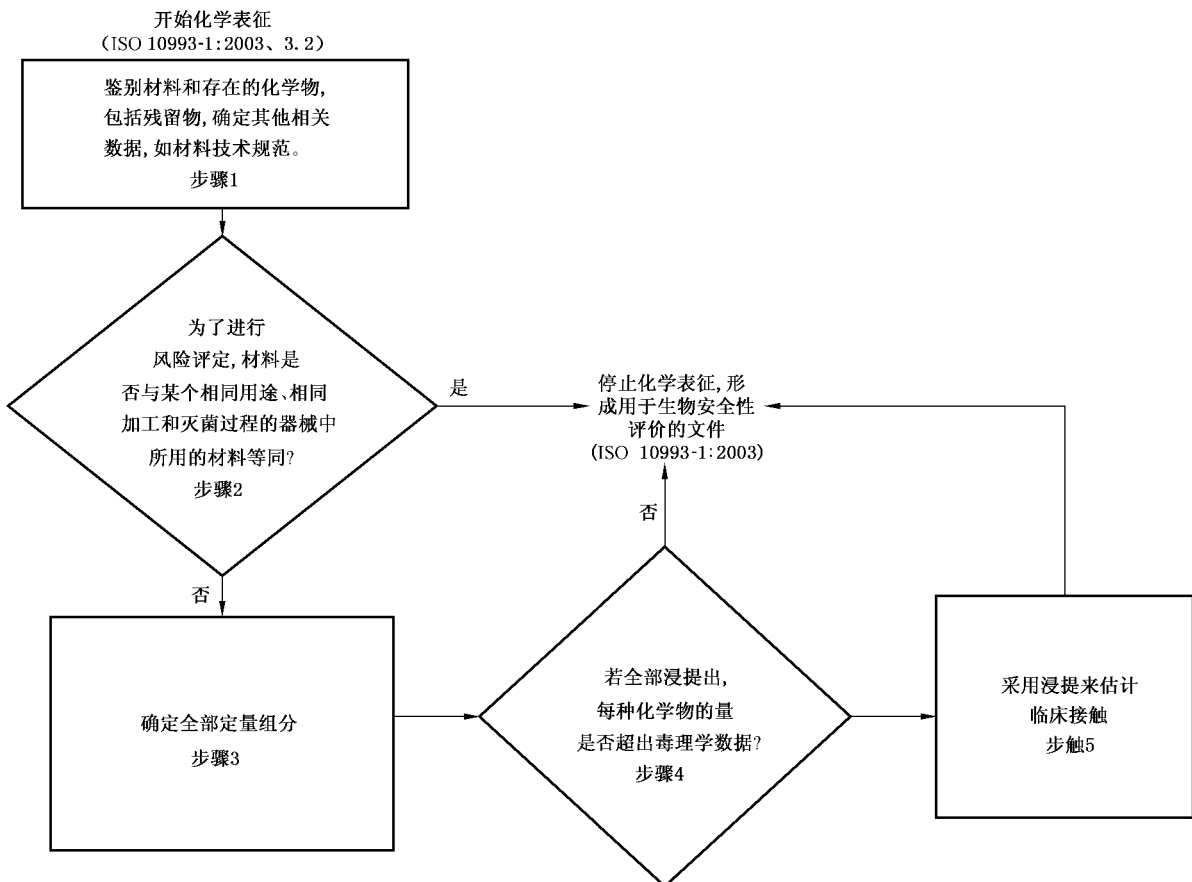 开始化学表征
（ISO 10993-1:2003、3.2）
鉴别材料和存在的化学物,
包括残留物,确定其他相关
数据,如材料技术规范。
步骤1
为了进行
风险评定,材料是
否与某个相同用途、相同
加工和灭菌过程的器械中
所用的材料等同?
步骤2
是
停止化学表征,形
成用于生物安全性
评价的文件
(ISO 10993-1:2003)
否
否
确定全部定量组分
步骤3
若全部浸提出,
每种化学物的量
是否超出毒理学数据?
步骤4
采用浸提来估计
临床接触
步触5